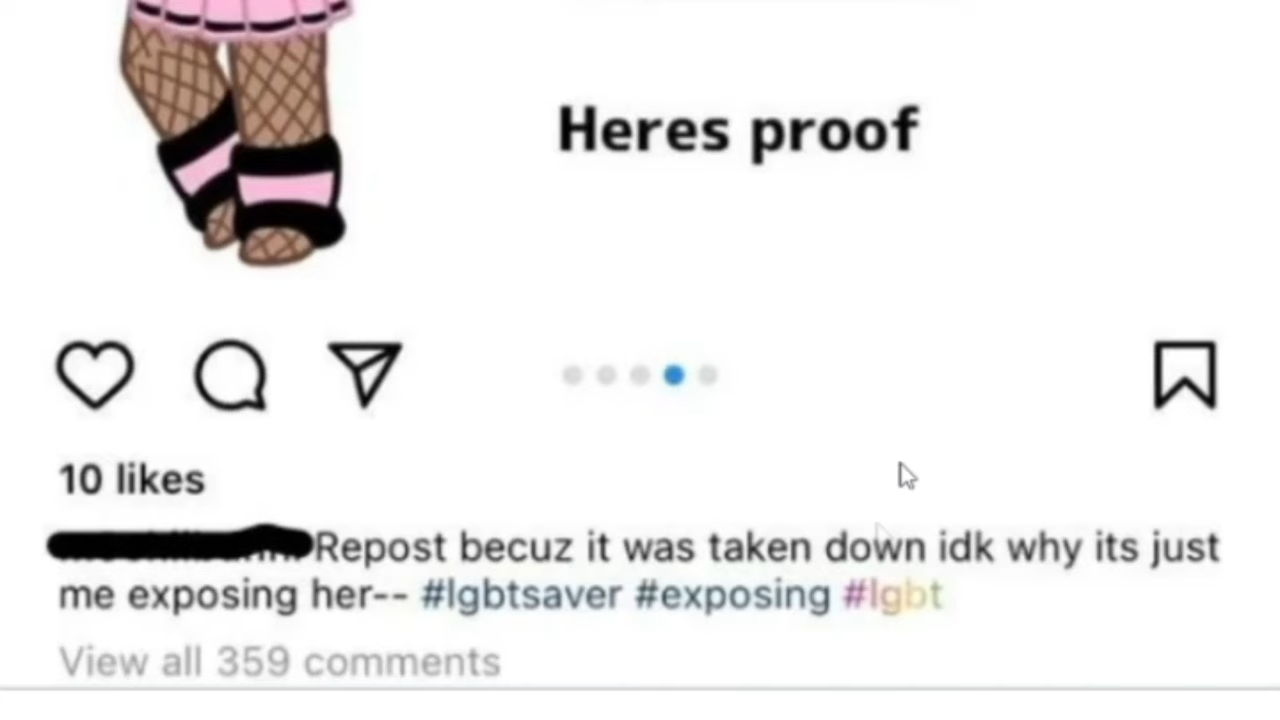 Heres proof
10 likes
Repost becuz it was taken down idk why its just
me exposing her-- #lgbtsaver #exposing #lgbt
View all 359 comments